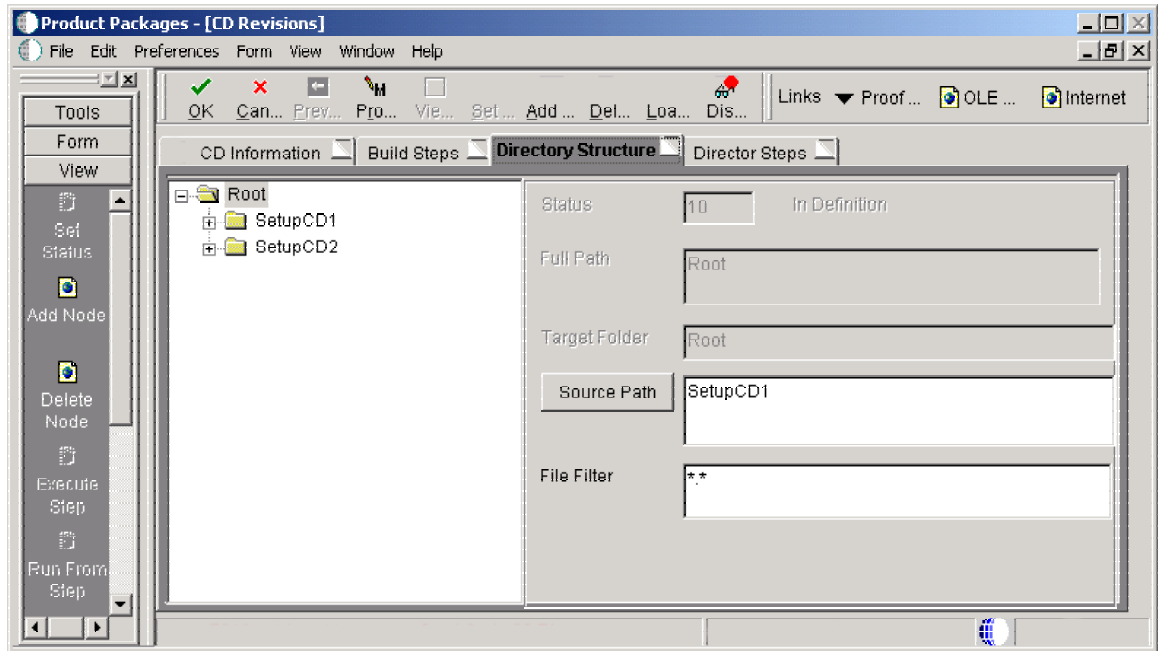 Product Packages - [CD Revisions]
File Edit Preferences Form View Window Help
OK Can... Prev... Pro... Vie... Set... Add ... Del... Loa... Dis... Links Proof ... OLE ... Internet
Tools
Form
View
Set
Status
Add Node
Delete
Node
Execute
Step
Run From
Step
CD Information Build Steps Directory Structure Director Steps
Root
SetupCD1
SetupCD2
Status 10 In Definition
Full Path Root
Target Folder Root
Source Path SetupCD1
File Filter *.*